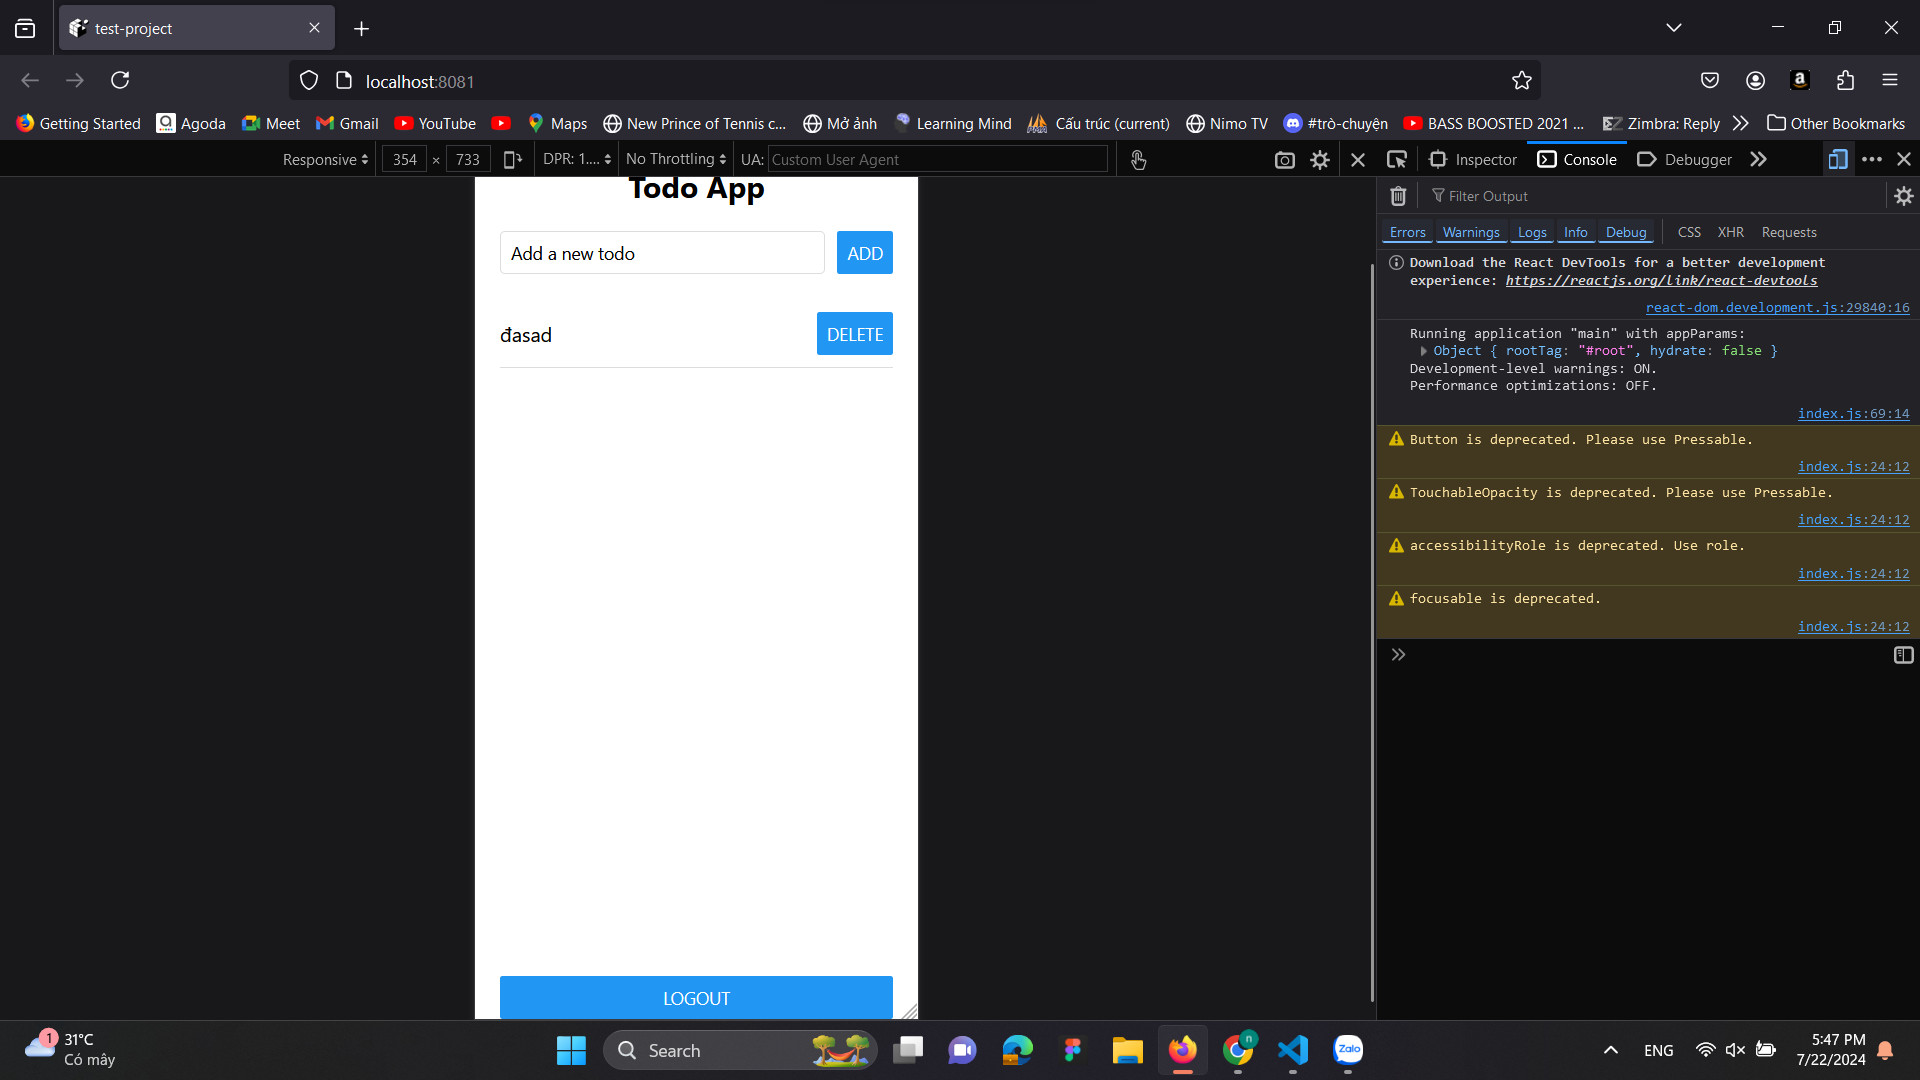 test-project
localhost:8081
Getting Started Agoda Meet Gmail YouTube Maps New Prince of Tennis c... Mở ảnh Learning Mind Cấu trúc (current) Nimo TV #trò-chuyện BASS BOOSTED 2021 ... Zimbra: Reply Other Bookmarks
Responsive 354 × 733 DPR: 1.... No Throttling UA: Custom User Agent Inspector Console Debugger
Todo App
Add a new todo ADD
đasad DELETE
LOGOUT
Filter Output
Errors Warnings Logs Info Debug CSS XHR Requests
Download the React DevTools for a better development
experience: https://reactjs.org/link/react-devtools
react-dom.development.js:29840:16
Running application "main" with appParams:
Object { rootTag: "#root", hydrate: false }
Development-level warnings: ON.
Performance optimizations: OFF.
index.js:69:14
Button is deprecated. Please use Pressable.
index.js:24:12
TouchableOpacity is deprecated. Please use Pressable.
index.js:24:12
accessibilityRole is deprecated. Use role.
index.js:24:12
focusable is deprecated.
index.js:24:12
1
31°C
Có mây
Search
n
Zalo
ENG
5:47 PM
7/22/2024